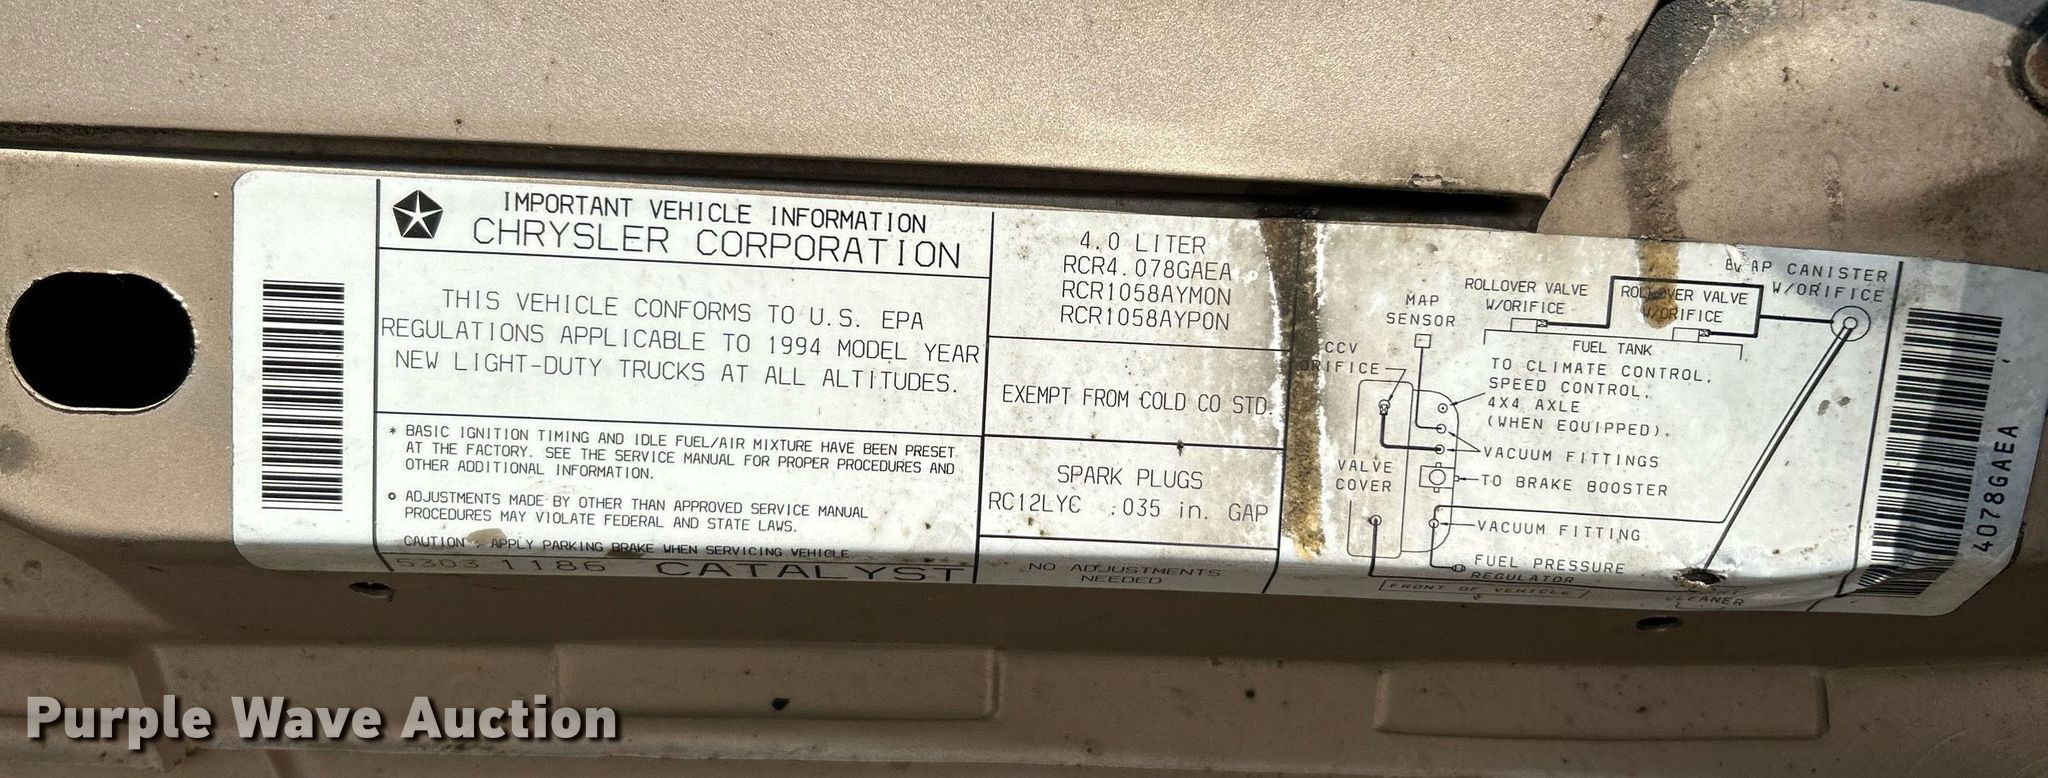 IMPORTANT VEHICLE INFORMATION
CHRYSLER CORPORATION
THIS VEHICLE CONFORMS TO U.S. EPA
REGULATIONS APPLICABLE TO 1994 MODEL YEAR
NEW LIGHT-DUTY TRUCKS AT ALL ALTITUDES.
* BASIC IGNITION TIMING AND IDLE FUEL/AIR MIXTURE HAVE BEEN PRESET
AT THE FACTORY. SEE THE SERVICE MANUAL FOR PROPER PROCEDURES AND
OTHER ADDITIONAL INFORMATION.
o ADJUSTMENTS MADE BY OTHER THAN APPROVED SERVICE MANUAL
PROCEDURES MAY VIOLATE FEDERAL AND STATE LAWS.
CAUTION : APPLY PARKING BRAKE WHEN SERVICING VEHICLE
5303 1186 CATALYST
4.0 LITER
RCR4.078GAEA
RCR1058AYMON
RCR1058AYPON
EXEMPT FROM COLD CO STD.
SPARK PLUGS
RC12LYC .035 in. GAP
NO ADJUSTMENTS
NEEDED
MAP
SENSOR
ROLLOVER VALVE
W/ORIFICE
ROLLOVER VALVE
W/ORIFICE
EVAP CANISTER
W/ORIFICE
FUEL TANK
CCV
ORIFICE
TO CLIMATE CONTROL,
SPEED CONTROL,
4X4 AXLE
(WHEN EQUIPPED).
VACUUM FITTINGS
VALVE
COVER
TO BRAKE BOOSTER
VACUUM FITTING
FUEL PRESSURE
REGULATOR
FRONT OF VEHICLE
CLEANER
4078GAEA
Purple Wave Auction